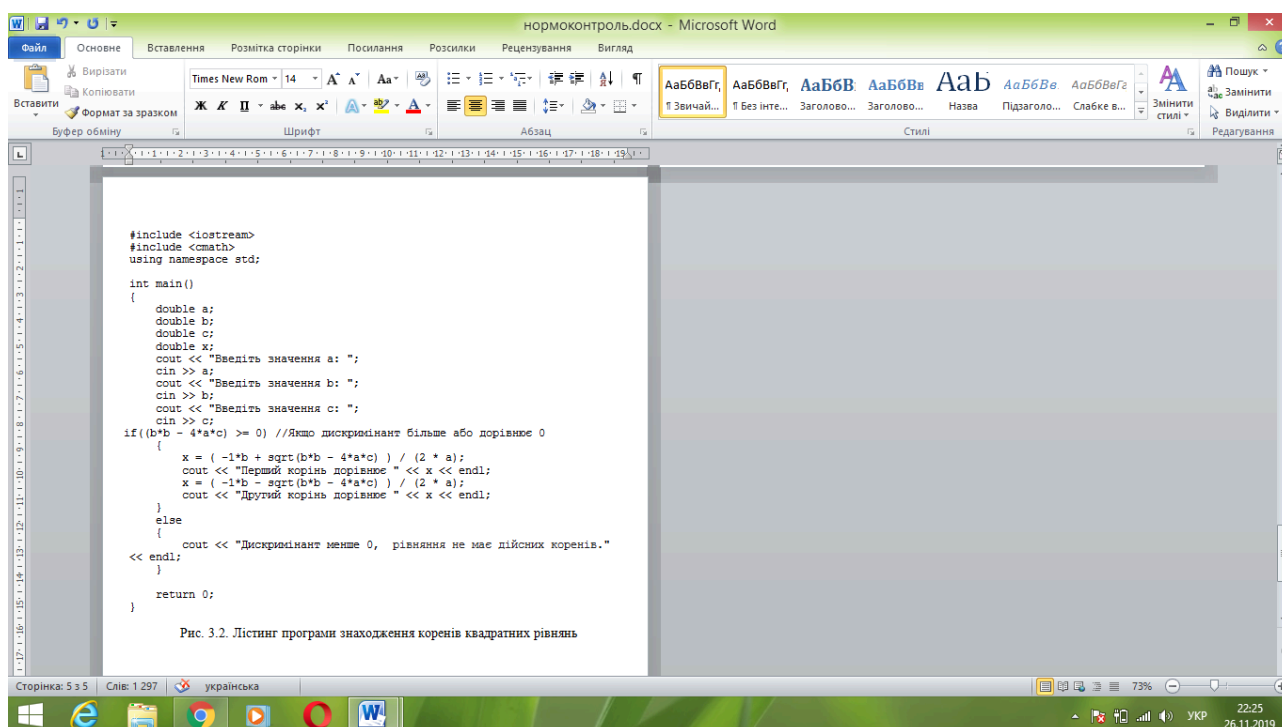 нормоконтроль.docx - Microsoft Word
Файл Основне Вставлення Розмітка сторінки Посилання Розсилки Рецензування Вигляд
Вставити
Вирізати
Копіювати
Формат за зразком
Буфер обміну
Times New Rom 14
Ж К П abc x₂ x²
Шрифт
Абзац
АаБбВвГг, АаБбВвГг, АаБбВ АаБбВв АаЬ АаБбВв АаБбВвГг
¶ Звичай... ¶ Без інте... Заголово... Заголово... Назва Підзаголо... Слабке в...
Змінити стилі
Стилі
Пошук
Замінити
Виділити
Редагування
#include <iostream>
#include <cmath>
using namespace std;
int main()
{
double a;
double b;
double c;
double x;
cout << "Введіть значення a: ";
cin >> a;
cout << "Введіть значення b: ";
cin >> b;
cout << "Введіть значення c: ";
cin >> c;
if((b*b - 4*a*c) >= 0) //Якщо дискримінант більше або дорівнює 0
{
x = ( -1*b + sqrt(b*b - 4*a*c) ) / (2 * a);
cout << "Перший корінь дорівнює " << x << endl;
x = ( -1*b - sqrt(b*b - 4*a*c) ) / (2 * a);
cout << "Другий корінь дорівнює " << x << endl;
}
else
{
cout << "Дискримінант менше 0,  рівняння не має дійсних коренів."
<< endl;
}
return 0;
}
Рис. 3.2. Лістинг програми знаходження коренів квадратних рівнянь
Сторінка: 5 з 5 Слів: 1 297 українська 73%
УКР 22:25
26.11.2019